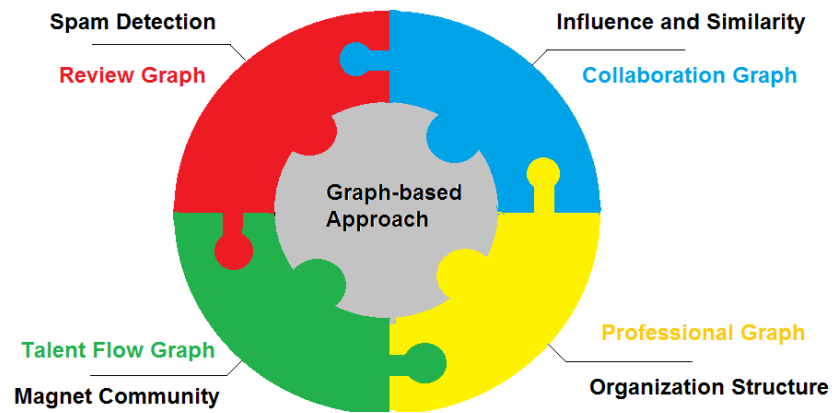 Spam Detection
Review Graph
Influence and Similarity
Collaboration Graph
Graph-based
Approach
Talent Flow Graph
Magnet Community
Professional Graph
Organization Structure